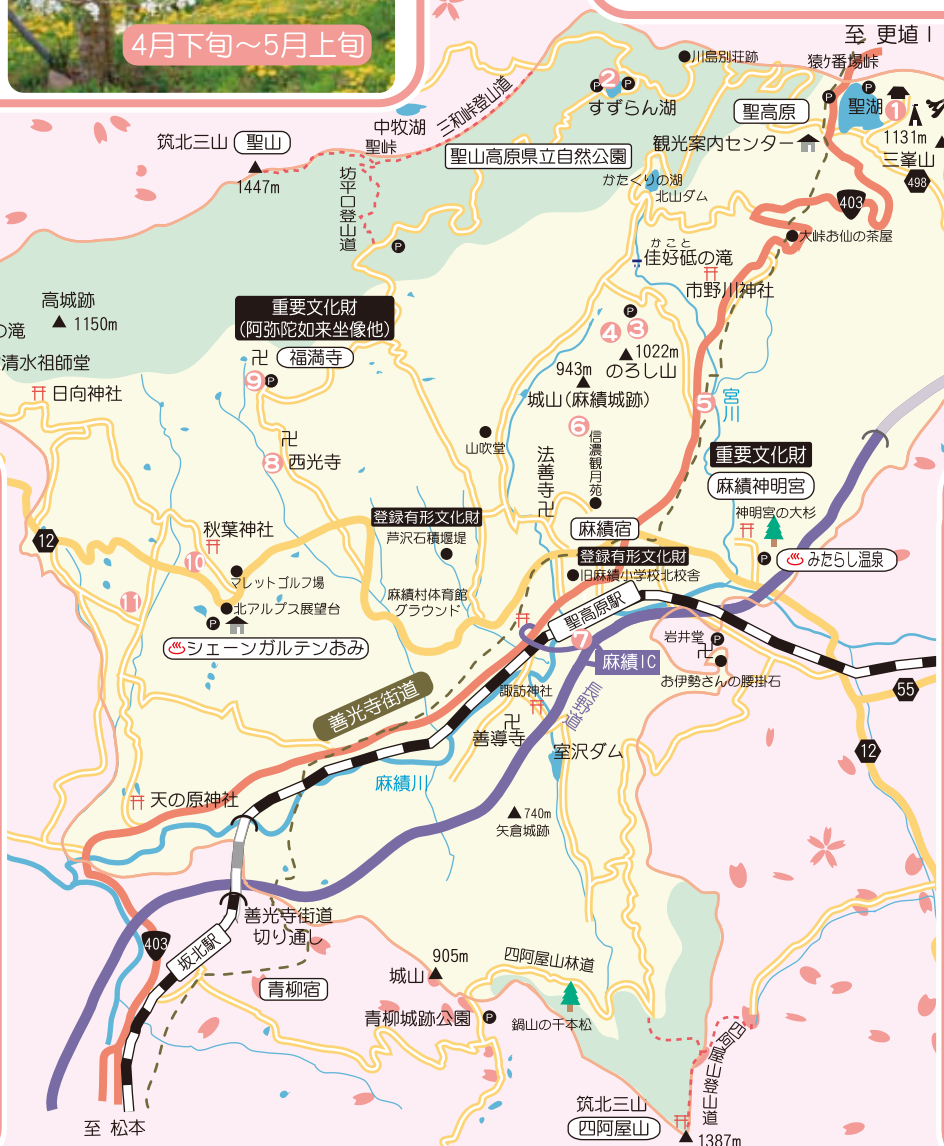 4月下旬〜5月上旬
至 更埴I
猿ヶ番場峠
川島別荘跡
2
P
P
すずらん湖
聖高原
P
P
聖湖
1
1131m
三峯山
498
三和峠登山道
中牧湖
聖峠
筑北三山 聖山
1447m
聖山高原県立自然公園
観光案内センター
かたくりの湖
北山ダム
403
坊平口登山道
P
大峠お仙の茶屋
かこと
佳好砥の滝
市野川神社
高城跡
1150m
の滝
清水祖師堂
日向神社
重要文化財
(阿弥陀如来坐像他)
福満寺
9
P
P
4
3
1022m
のろし山
943m
城山(麻績城跡)
5
宮川
6
信濃観月苑
山吹堂
法善寺
8
西光寺
重要文化財
麻績神明宮
神明宮の大杉
P
みたらし温泉
登録有形文化財
芦沢石積堰堤
麻績宿
登録有形文化財
旧麻績小学校北校舎
12
秋葉神社
10
マレットゴルフ場
11
北アルプス展望台
P
シェーンガルテンおみ
麻績村体育館
グラウンド
聖高原駅
7
麻績IC
岩井堂
P
お伊勢さんの腰掛石
55
12
善光寺街道
諏訪神社
善導寺
長野道
室沢ダム
麻績川
天の原神社
740m
矢倉城跡
善光寺街道
切り通し
403
坂北駅
青柳宿
905m
城山
四阿屋山林道
青柳城跡公園
P
鍋山の千本松
四阿屋山登山道
筑北三山
四阿屋山
1387m
至 松本